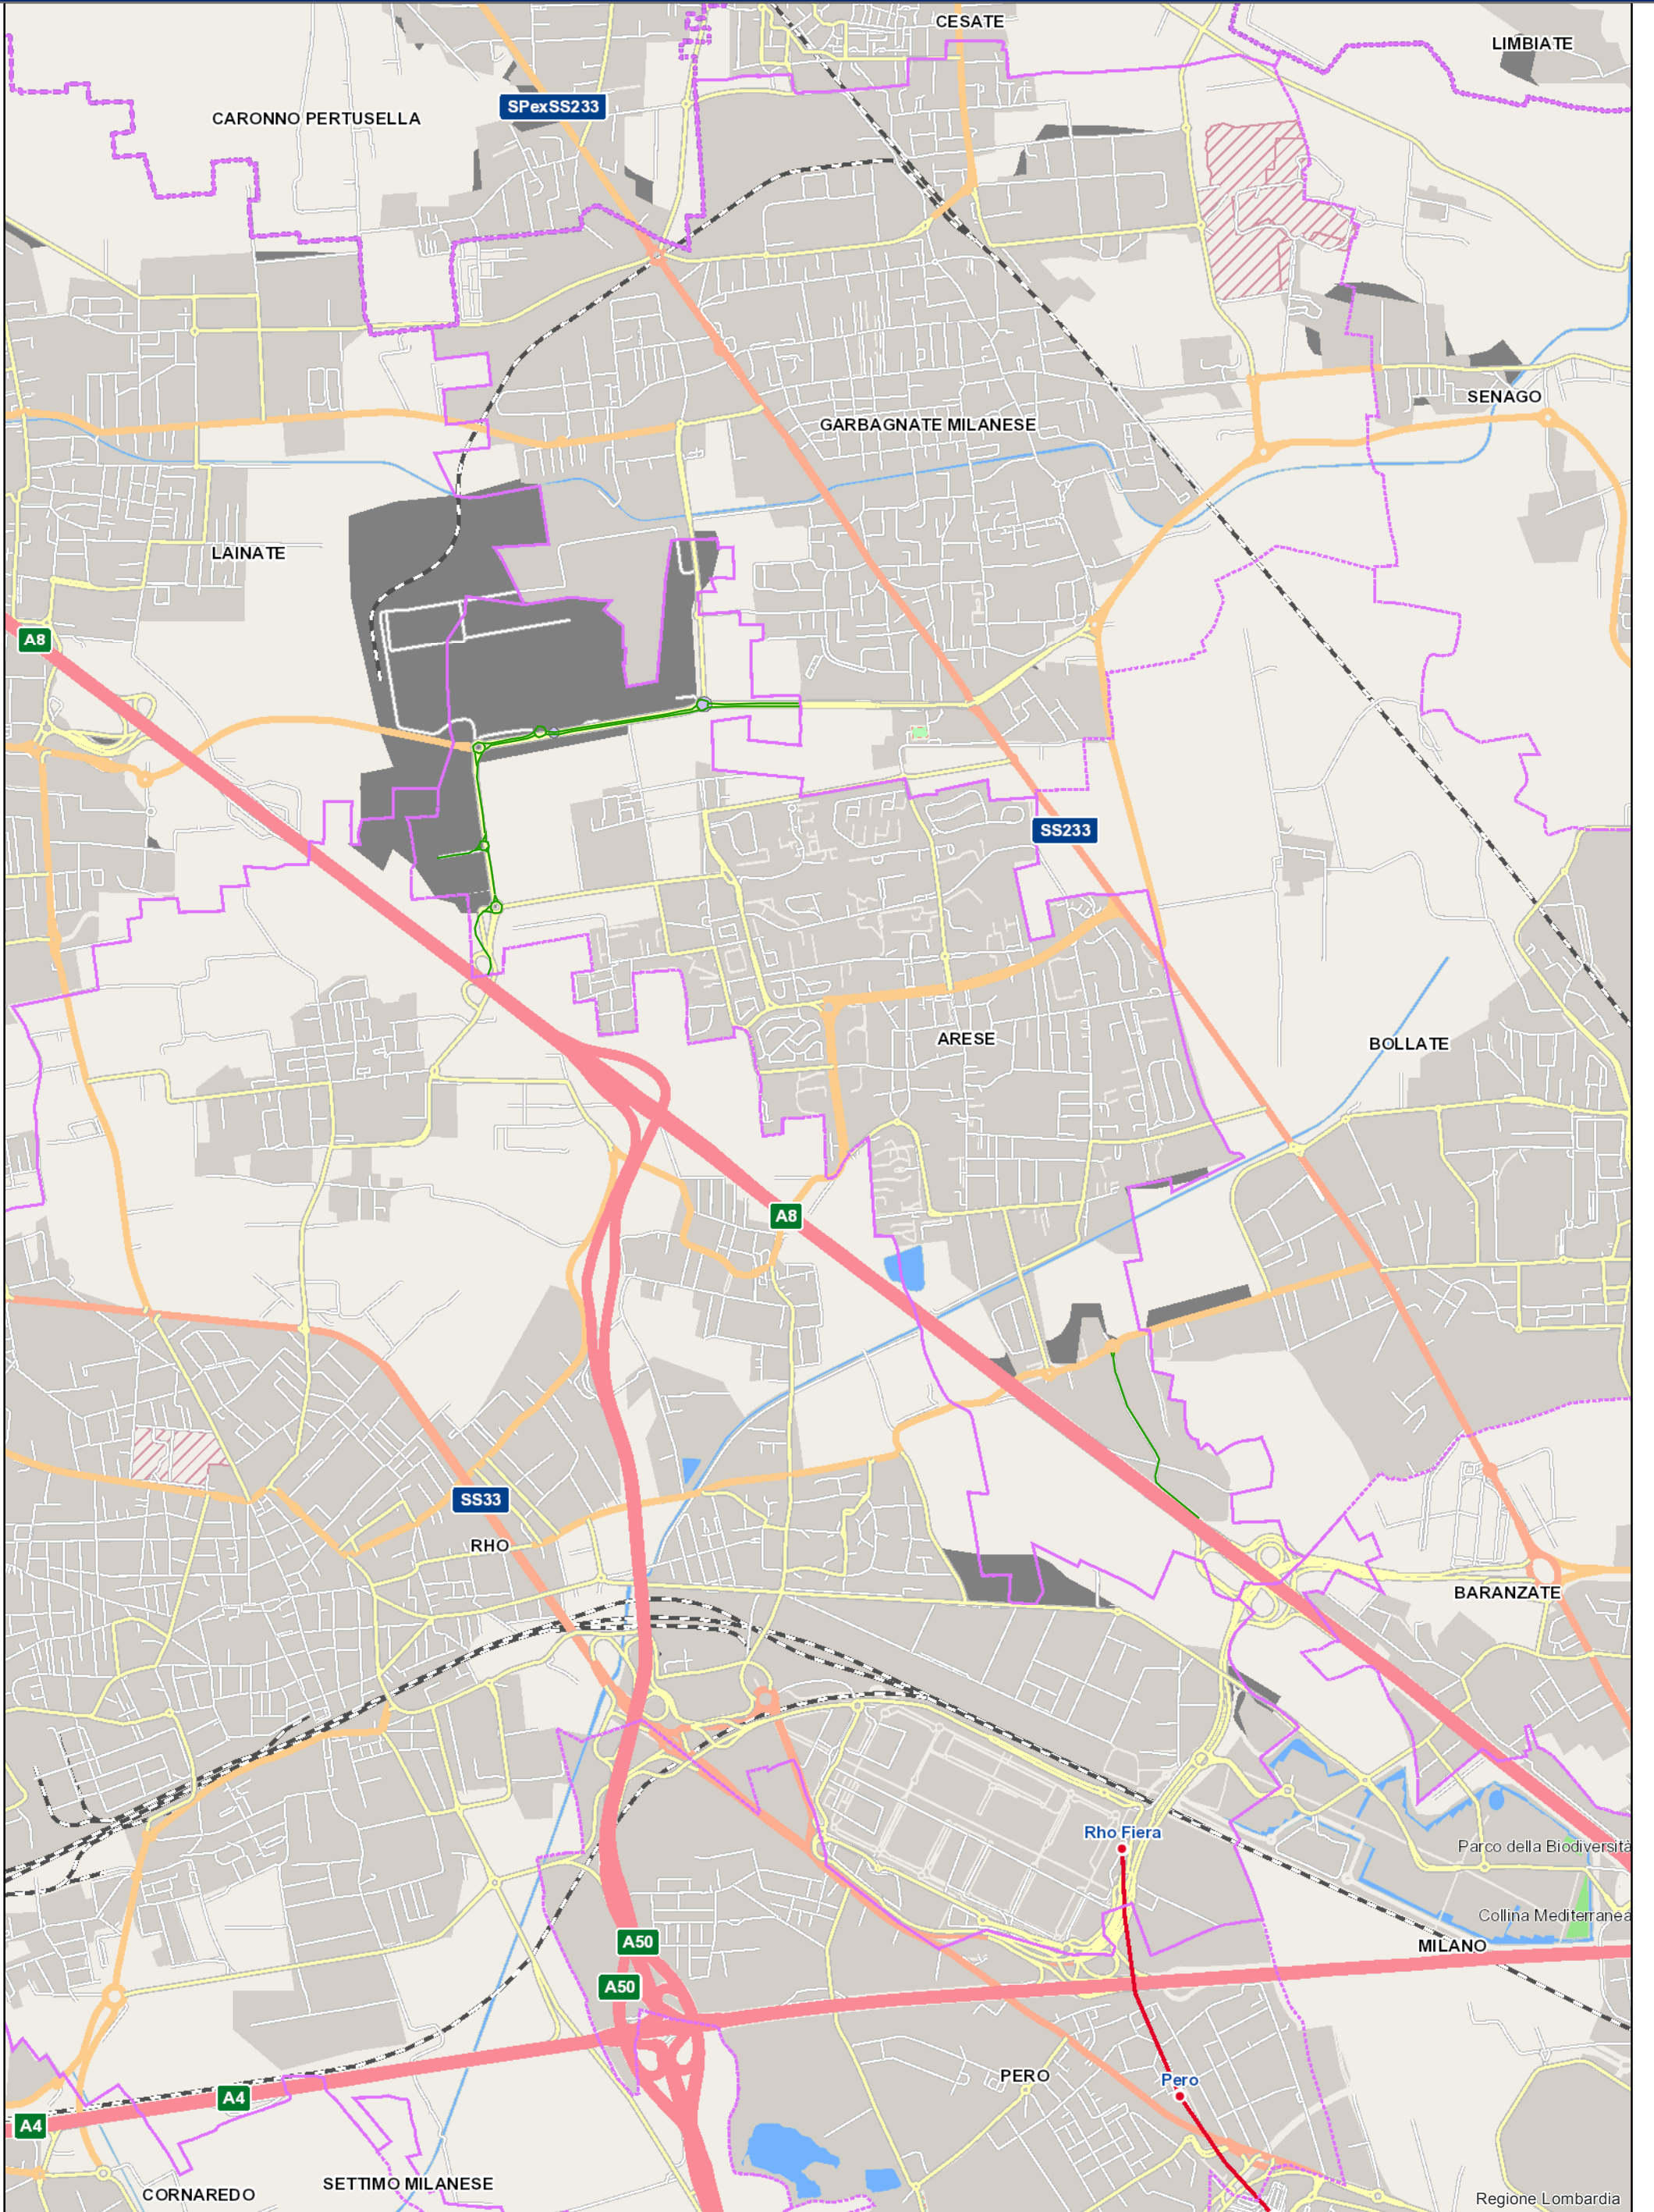 CESATE
LIMBIATE
SPexSS233
CARONNO PERTUSELLA
SENAGO
GARBAGNATE MILANESE
LAINATE
A8
SS233
ARESE
BOLLATE
A8
SS33
RHO
BARANZATE
Rho Fiera
Parco della Biodiversità
Collina Mediterranea
A50
MILANO
A50
PERO
Pero
A4
A4
SETTIMO MILANESE
CORNAREDO
Regione Lombardia